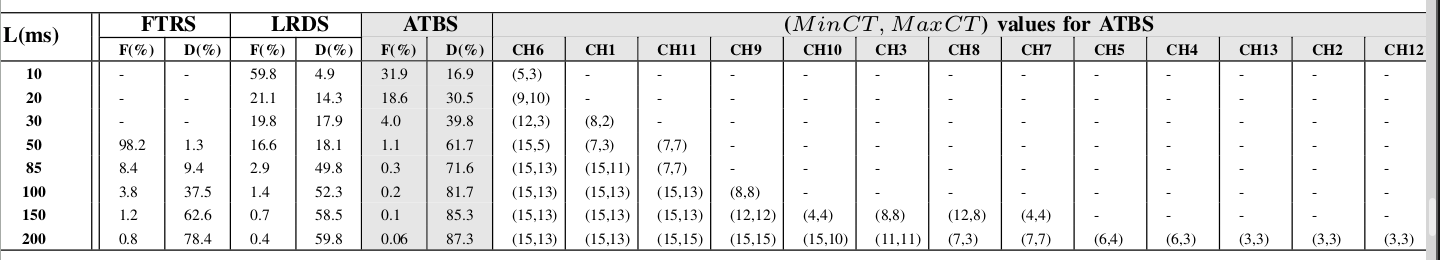 L(ms) FTRS LRDS ATBS (MinCT, MaxCT) values for ATBS
F(%) D(%) F(%) D(%) F(%) D(%) CH6 CH1 CH11 CH9 CH10 CH3 CH8 CH7 CH5 CH4 CH13 CH2 CH12
10 - - 59.8 4.9 31.9 16.9 (5,3) - - - - - - - - - - - -
20 - - 21.1 14.3 18.6 30.5 (9,10) - - - - - - - - - - - -
30 - - 19.8 17.9 4.0 39.8 (12,3) (8,2) - - - - - - - - - - -
50 98.2 1.3 16.6 18.1 1.1 61.7 (15,5) (7,3) (7,7) - - - - - - - - - -
85 8.4 9.4 2.9 49.8 0.3 71.6 (15,13) (15,11) (7,7) - - - - - - - - - -
100 3.8 37.5 1.4 52.3 0.2 81.7 (15,13) (15,13) (15,13) (8,8) - - - - - - - - -
150 1.2 62.6 0.7 58.5 0.1 85.3 (15,13) (15,13) (15,13) (12,12) (4,4) (8,8) (12,8) (4,4) - - - - -
200 0.8 78.4 0.4 59.8 0.06 87.3 (15,13) (15,13) (15,15) (15,15) (15,10) (11,11) (7,3) (7,7) (6,4) (6,3) (3,3) (3,3) (3,3)